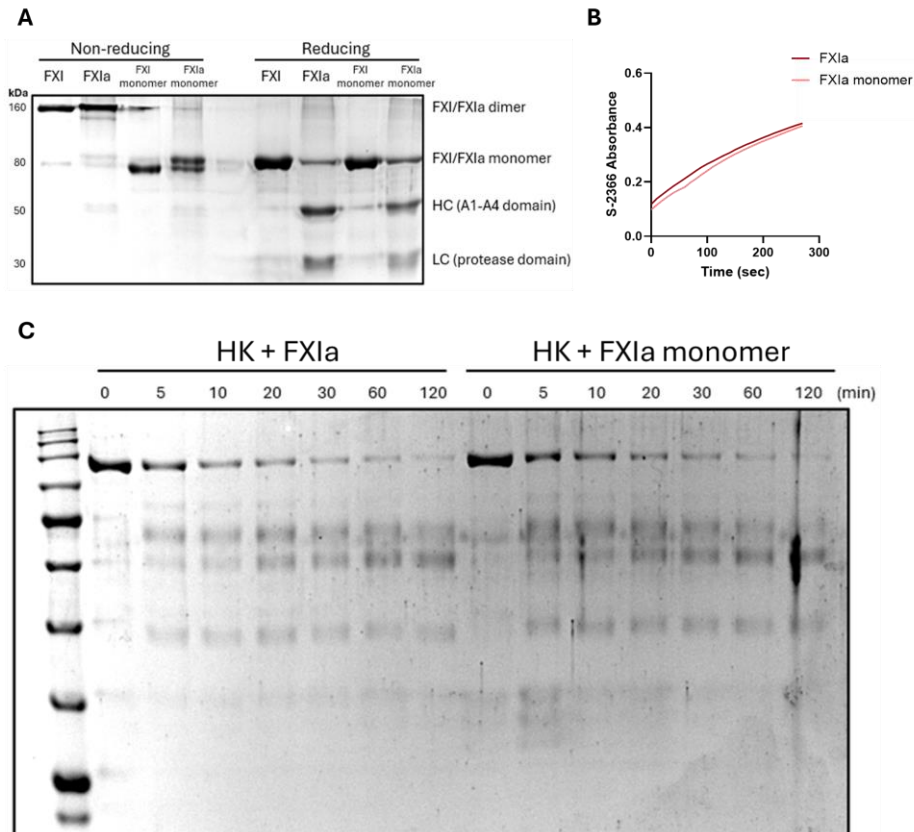 A
Non-reducing Reducing
FXI FXIa FXI monomer FXIa monomer FXI FXIa FXI monomer FXIa monomer
kDa
160 FXI/FXIa dimer
80 FXI/FXIa monomer
50 HC (A1-A4 domain)
30 LC (protease domain)
B
FXIa
FXIa monomer
S-2366 Absorbance
0.6
0.4
0.2
0.0
0 100 200 300
Time (sec)
C
HK + FXIa HK + FXIa monomer
0 5 10 20 30 60 120 0 5 10 20 30 60 120 (min)